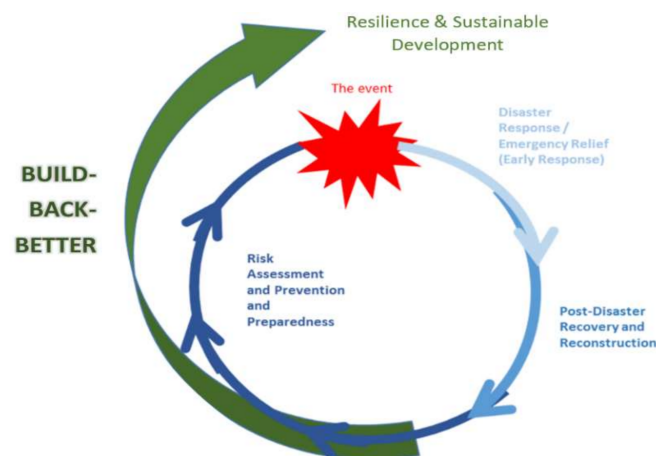 Resilience & Sustainable
Development
The event
Disaster
Response /
Emergency Relief
(Early Response)
BUILD-
BACK-
BETTER
Risk
Assessment
and Prevention
and
Preparedness
Post-Disaster
Recovery and
Reconstruction